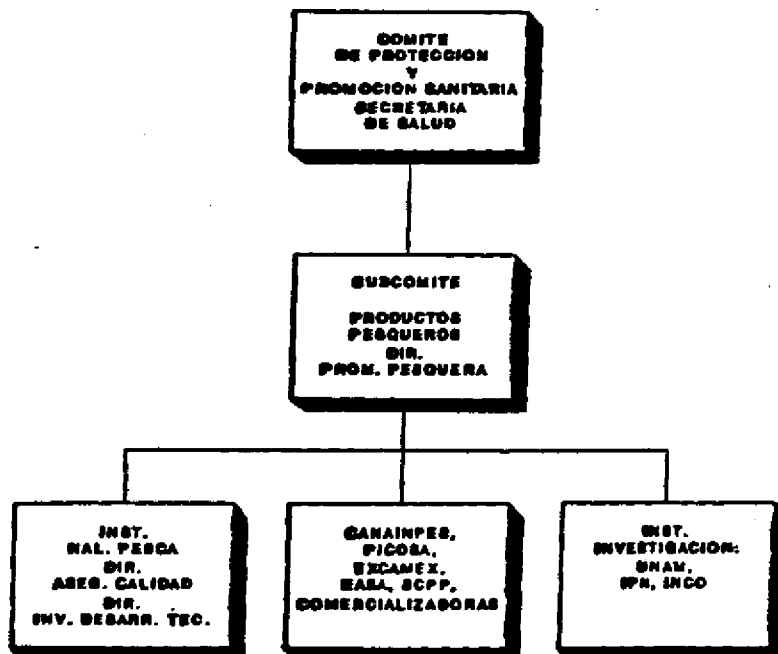 COMITE
DE PROTECCION
Y
PROMOCION SANITARIA
SECRETARIA
DE SALUD
SUBCOMITE
PRODUCTOS
PESQUEROS
DIR.
PROM. PESQUERA
INST.
NAL. PESCA
DIR.
ASEG. CALIDAD
DIR.
INV. DESARR. TEC.
CANAINPES,
PICOSA,
EXCAMEX,
SCPP,
COMERCIALIZADORAS
INST.
INVESTIGACION:
UNAM,
IPN, INCO